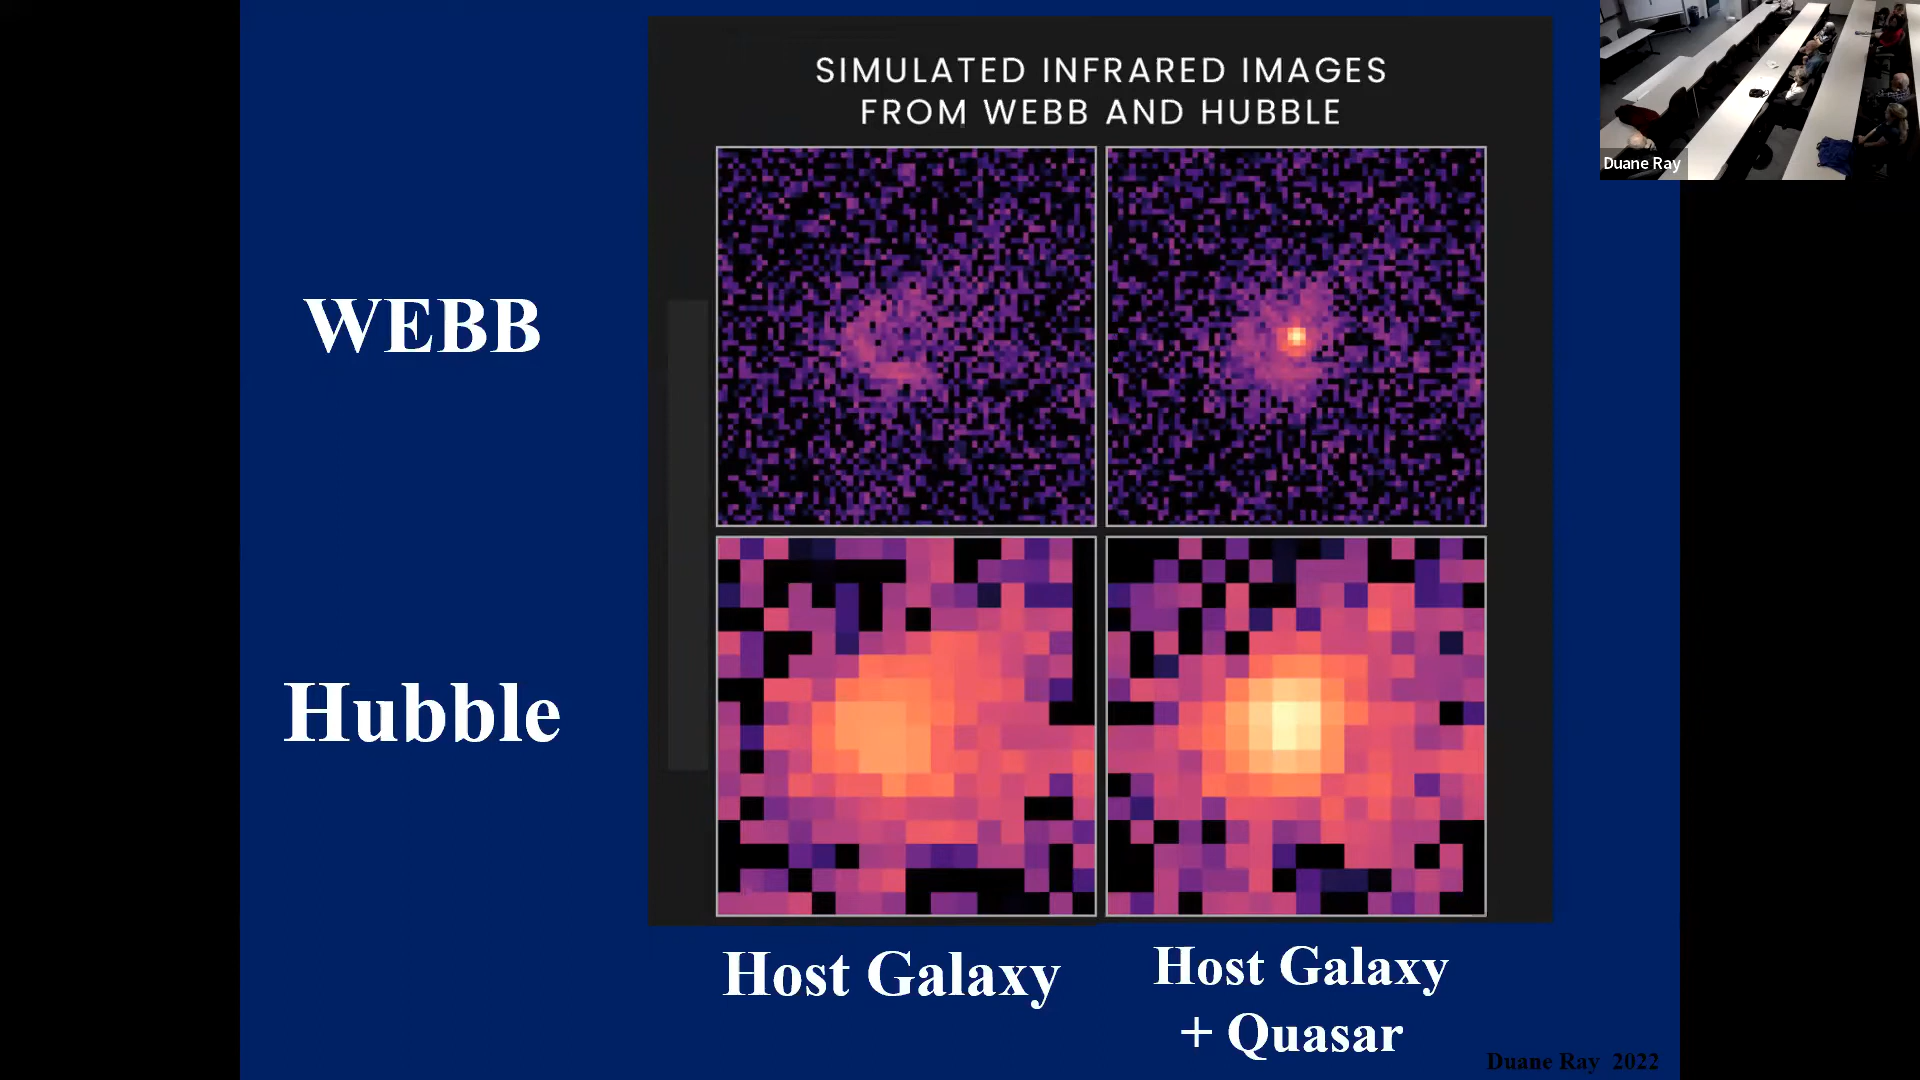 SIMULATED INFRARED IMAGES
FROM WEBB AND HUBBLE
Duane Ray
WEBB
Hubble
Host Galaxy
Host Galaxy
+ Quasar
Duane Ray 2022